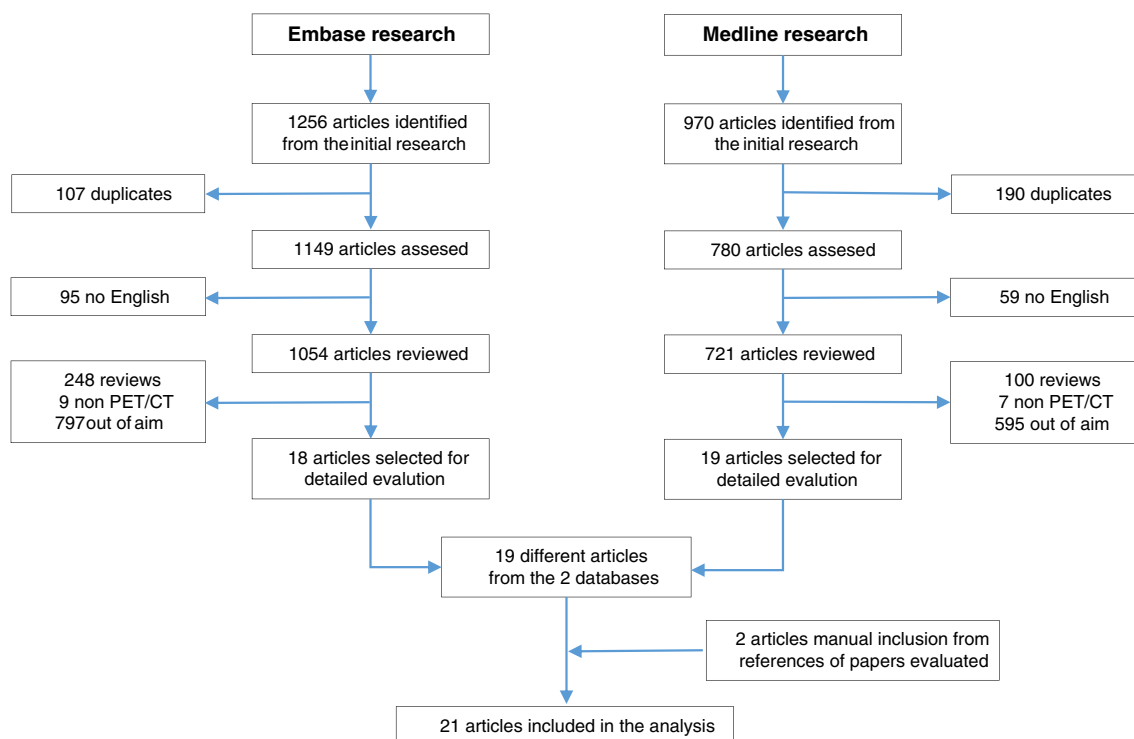 Embase research
Medline research
1256 articles identified
from the initial research
970 articles identified from
the initial research
107 duplicates
190 duplicates
1149 articles assesed
780 articles assesed
95 no English
59 no English
1054 articles reviewed
721 articles reviewed
248 reviews
9 non PET/CT
797 out of aim
100 reviews
7 non PET/CT
595 out of aim
18 articles selected for
detailed evalution
19 articles selected for
detailed evalution
19 different articles
from the 2 databases
2 articles manual inclusion from
references of papers evaluated
21 articles included in the analysis